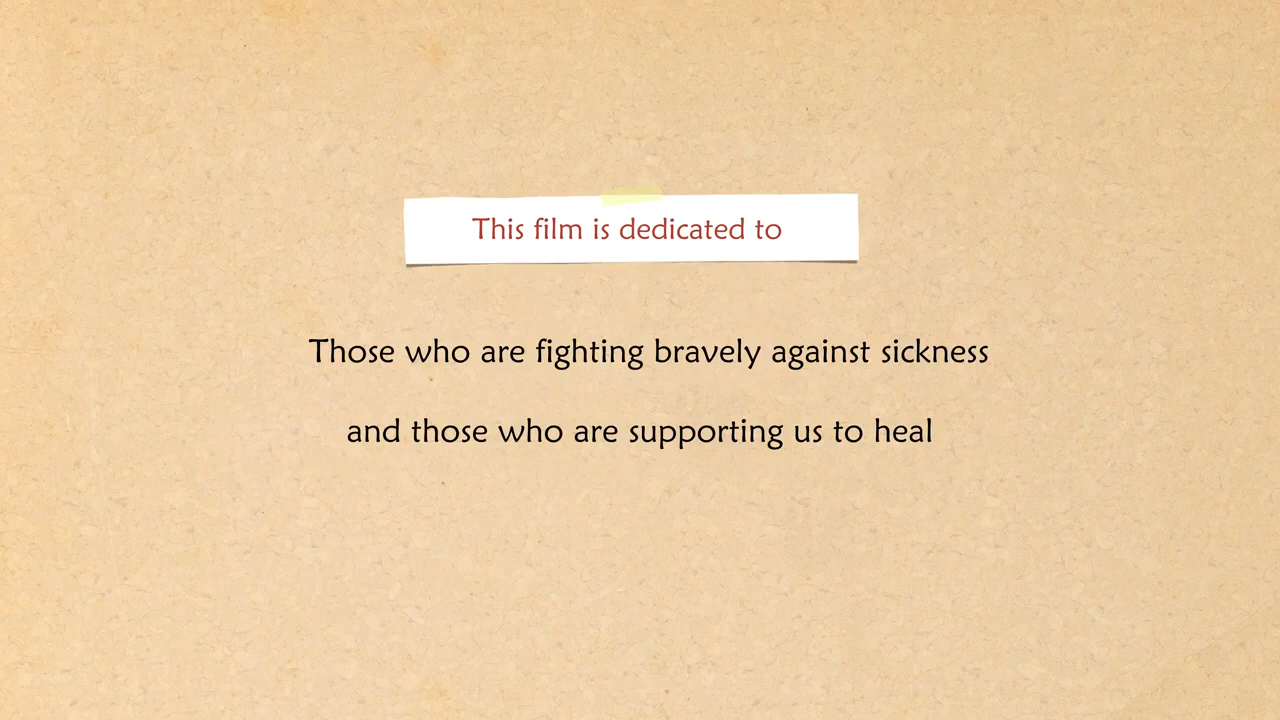 This film is dedicated to
Those who are fighting bravely against sickness
and those who are supporting us to heal